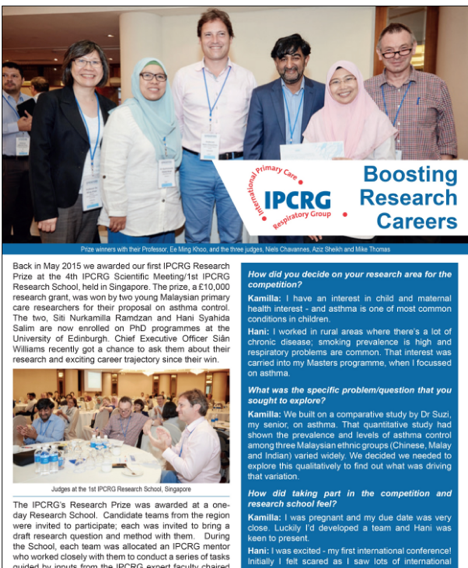 International Primary Care
IPCRG
Respiratory Group
Boosting
Research
Careers
Prize winners with their Professor, Ee Ming Khoo, and the three judges, Niels Chavannes, Aziz Sheikh and Mike Thomas
Back in May 2015 we awarded our first IPCRG Research
Prize at the 4th IPCRG Scientific Meeting/1st IPCRG
Research School, held in Singapore. The prize, a £10,000
research grant, was won by two young Malaysian primary
care researchers for their proposal on asthma control.
The two, Siti Nurkamilla Ramdzan and Hani Syahida
Salim are now enrolled on PhD programmes at the
University of Edinburgh. Chief Executive Officer Siân
Williams recently got a chance to ask them about their
research and exciting career trajectory since their win.
Judges at the 1st IPCRG Research School, Singapore
The IPCRG's Research Prize was awarded at a one-
day Research School. Candidate teams from the region
were invited to participate; each was invited to bring a
draft research question and method with them. During
the School, each team was allocated an IPCRG mentor
who worked closely with them to conduct a series of tasks
guided by inputs from the IPCRG expert faculty chaired
How did you decide on your research area for the
competition?
Kamilla: I have an interest in child and maternal
health interest - and asthma is one of most common
conditions in children.
Hani: I worked in rural areas where there's a lot of
chronic disease; smoking prevalence is high and
respiratory problems are common. That interest was
carried into my Masters programme, when I focussed
on asthma.
What was the specific problem/question that you
sought to explore?
Kamilla: We built on a comparative study by Dr Suzi,
my senior, on asthma. That quantitative study had
shown the prevalence and levels of asthma control
among three Malaysian ethnic groups (Chinese, Malay
and Indian) varied widely. We decided we needed to
explore this qualitatively to find out what was driving
that variation.
How did taking part in the competition and
research school feel?
Kamilla: I was pregnant and my due date was very
close. Luckily I'd developed a team and Hani was
keen to present.
Hani: I was excited - my first international conference!
Initially I felt scared as I saw lots of international